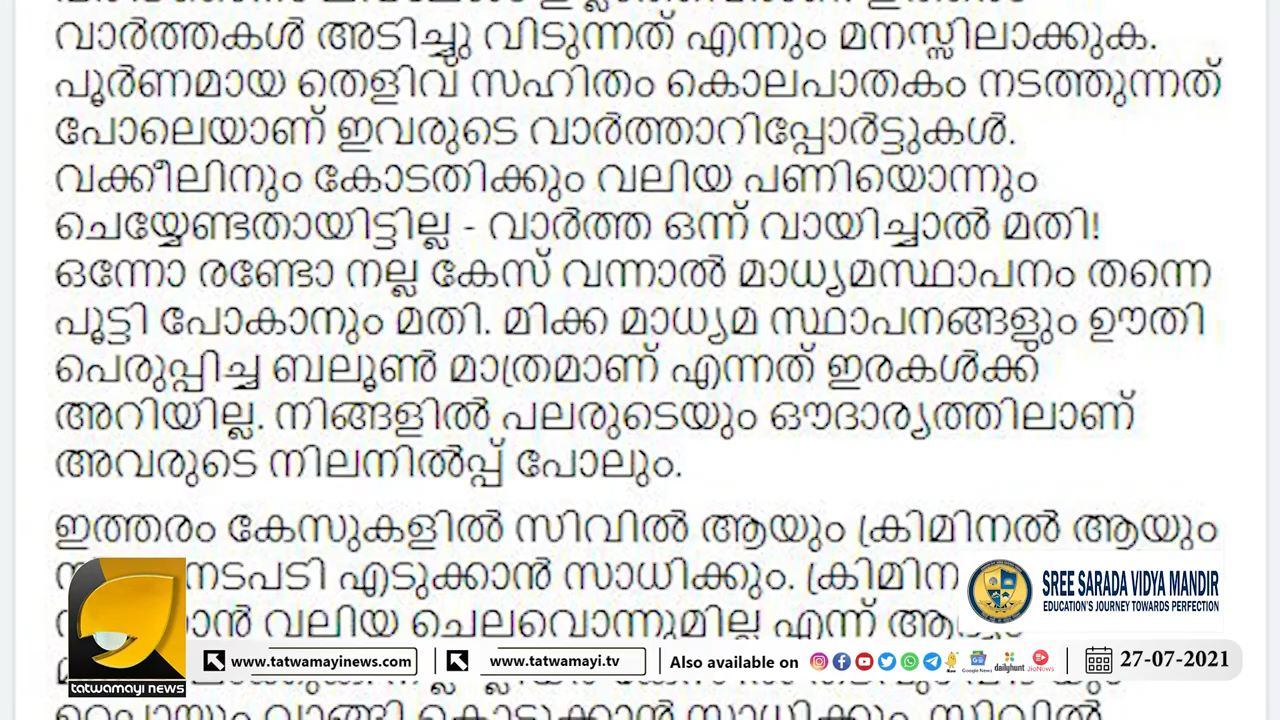 വാർത്തകൾ അടിച്ചു വിടുന്നത് എന്നും മനസ്സിലാക്കുക.
പൂർണമായ തെളിവ് സഹിതം കൊലപാതകം നടത്തുന്നത്
പോലെയാണ് ഇവരുടെ വാർത്താറിപ്പോർട്ടുകൾ.
വക്കീലിനും കോടതിക്കും വലിയ പണിയൊന്നും
ചെയ്യേണ്ടതായിട്ടില്ല - വാർത്ത ഒന്ന് വായിച്ചാൽ മതി!
ഒന്നോ രണ്ടോ നല്ല കേസ് വന്നാൽ മാധ്യമസ്ഥാപനം തന്നെ
പൂട്ടി പോകാനും മതി. മിക്ക മാധ്യമ സ്ഥാപനങ്ങളും ഊതി
പെരുപ്പിച്ച ബലൂൺ മാത്രമാണ് എന്നത് ഇരകൾക്ക്
അറിയില്ല. നിങ്ങളിൽ പലരുടെയും ഔദാര്യത്തിലാണ്
അവരുടെ നിലനിൽപ്പ് പോലും.
ഇത്തരം കേസുകളിൽ സിവിൽ ആയും ക്രിമിനൽ ആയും
നടപടി എടുക്കാൻ സാധിക്കും.
വലിയ ചെലവൊന്നുമില്ല എന്ന്
വാങ്ങി കൊടുക്കാൻ സാധിക്കും. സിവിൽ
SREE SARADA VIDYA MANDIR
EDUCATION'S JOURNEY TOWARDS PERFECTION
tatwamayi news
www.tatwamayinews.com
www.tatwamayi.tv
Also available on
Google News
dailyhunt
JioNews
27-07-2021